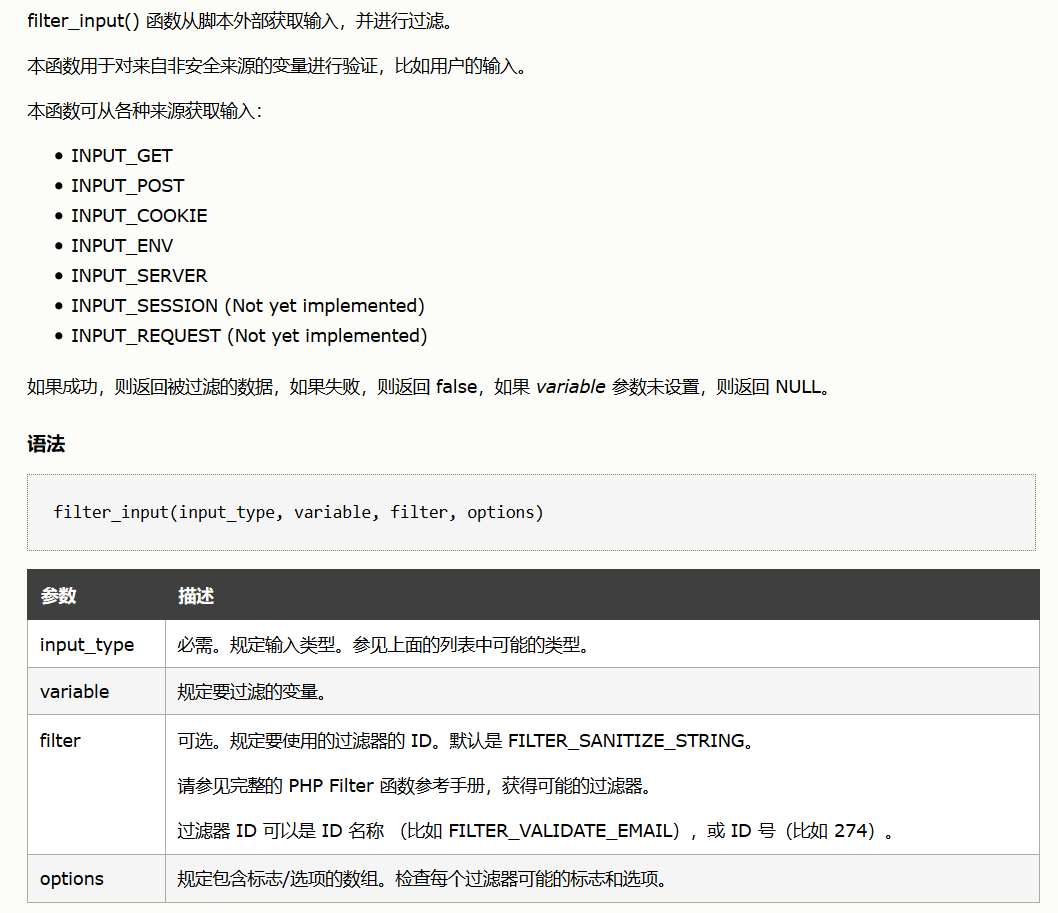 filter_input() 函数从脚本外部获取输入，并进行过滤。
本函数用于对来自非安全来源的变量进行验证，比如用户的输入。
本函数可从各种来源获取输入：
• INPUT_GET
• INPUT_POST
• INPUT_COOKIE
• INPUT_ENV
• INPUT_SERVER
• INPUT_SESSION (Not yet implemented)
• INPUT_REQUEST (Not yet implemented)
如果成功，则返回被过滤的数据，如果失败，则返回 false，如果 variable 参数未设置，则返回 NULL。
语法
filter_input(input_type, variable, filter, options)
参数 描述
input_type 必需。规定输入类型。参见上面的列表中可能的类型。
variable 规定要过滤的变量。
filter 可选。规定要使用的过滤器的 ID。默认是 FILTER_SANITIZE_STRING。
请参见完整的 PHP Filter 函数参考手册，获得可能的过滤器。
过滤器 ID 可以是 ID 名称 （比如 FILTER_VALIDATE_EMAIL），或 ID 号（比如 274）。
options 规定包含标志/选项的数组。检查每个过滤器可能的标志和选项。